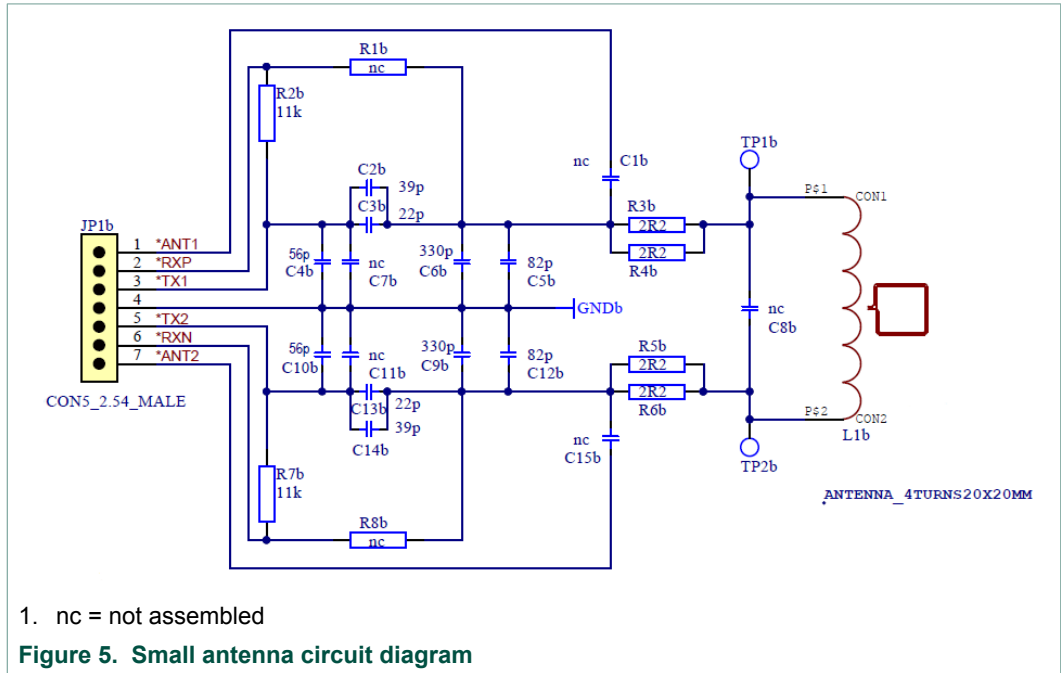 R1b
nc
R2b
11k
nc
C1b
TP1b
C2b
39p
C3b
22p
P$1
CON1
R3b
2R2
2R2
R4b
JP1b
1
*ANT1
2
*RXP
3
*TX1
4
5
*TX2
6
*RXN
7
*ANT2
CON5_2.54_MALE
56p
C4b
nc
C7b
330p
C6b
82p
C5b
GNDb
nc
C8b
56p
C10b
nc
C11b
330p
C9b
82p
C12b
C13b
22p
C14b
39p
R5b
2R2
2R2
R6b
nc
C15b
P$2
CON2
L1b
TP2b
R7b
11k
R8b
nc
ANTENNA_4TURNS20X20MM
1. nc = not assembled
Figure 5. Small antenna circuit diagram